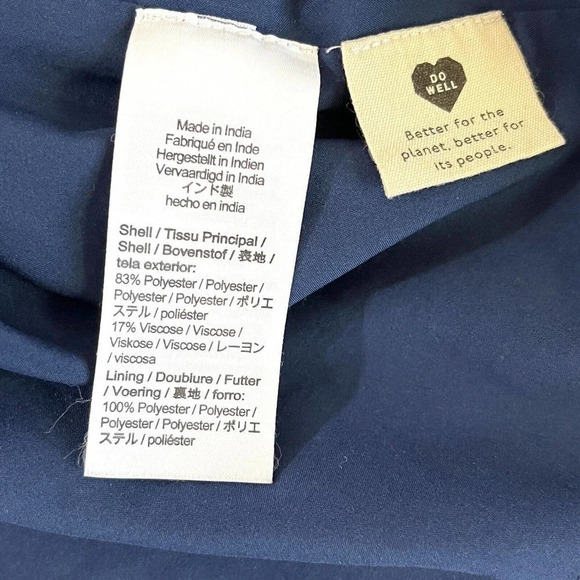 Made in India
Fabriqué en Inde
Hergestellt in Indien
Vervaardigd in India
インド製
hecho en india
Shell / Tissu Principal /
Shell / Bovenstof / 表地 /
tela exterior:
83% Polyester / Polyester /
Polyester / Polyester / ポリエ
ステル / poliéster
17% Viscose / Viscose /
Viskose / Viscose / レーヨン
/ viscosa
Lining / Doublure / Futter
/ Voering / 裏地 / forro:
100% Polyester / Polyester
/ Polyester / Polyester / ポリエ
ステル / poliéster
DO
WELL
Better for the
planet, better for
its people.